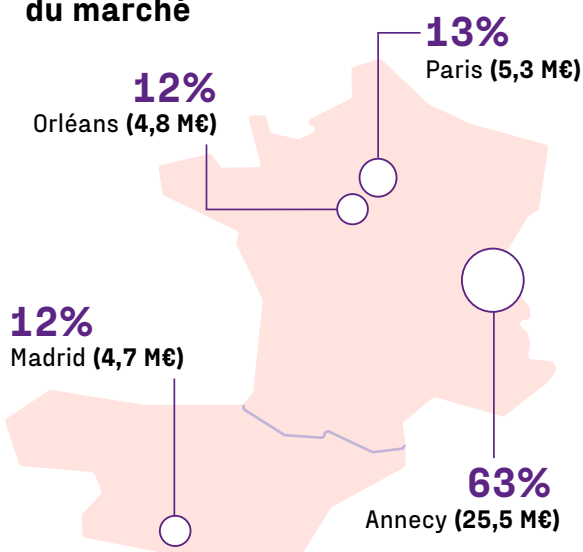 du marché
13%
Paris (5,3 M€)
12%
Orléans (4,8 M€)
12%
Madrid (4,7 M€)
63%
Annecy (25,5 M€)